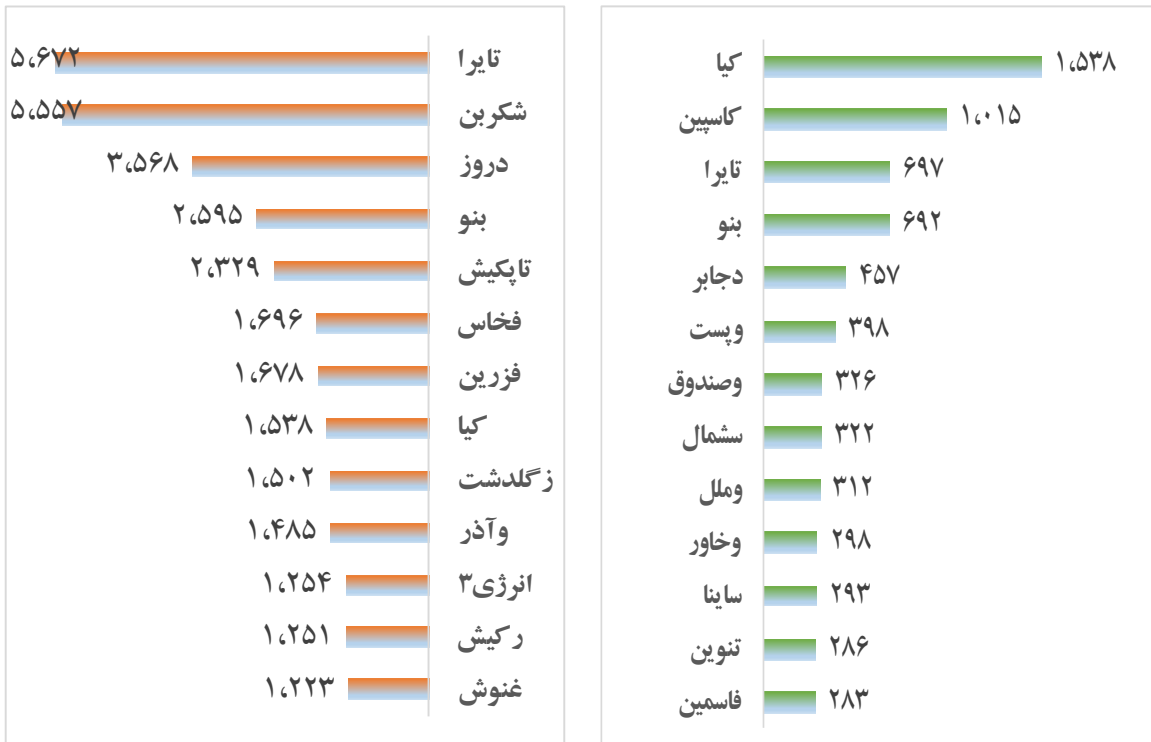 کیا ۱،۵۳۸
کاسپین ۱،۰۱۵
تایرا ۶۹۷
بنو ۶۹۲
دجابر ۴۵۷
وپست ۳۹۸
وصندوق ۳۲۶
سشمال ۳۲۲
وملل ۳۱۲
وخاور ۲۹۸
ساینا ۲۹۳
تنوین ۲۸۶
فاسمین ۲۸۳
تایرا ۵،۶۷۲
شکربن ۵،۵۵۷
دروز ۳،۵۶۸
بنو ۲،۵۹۵
تاپکیش ۲،۳۲۹
فخاس ۱،۶۹۶
فزرین ۱،۶۷۸
کیا ۱،۵۳۸
زگلدشت ۱،۵۰۲
وآذر ۱،۴۸۵
انرژی۳ ۱،۲۵۴
رکیش ۱،۲۵۱
غنوش ۱،۲۲۳